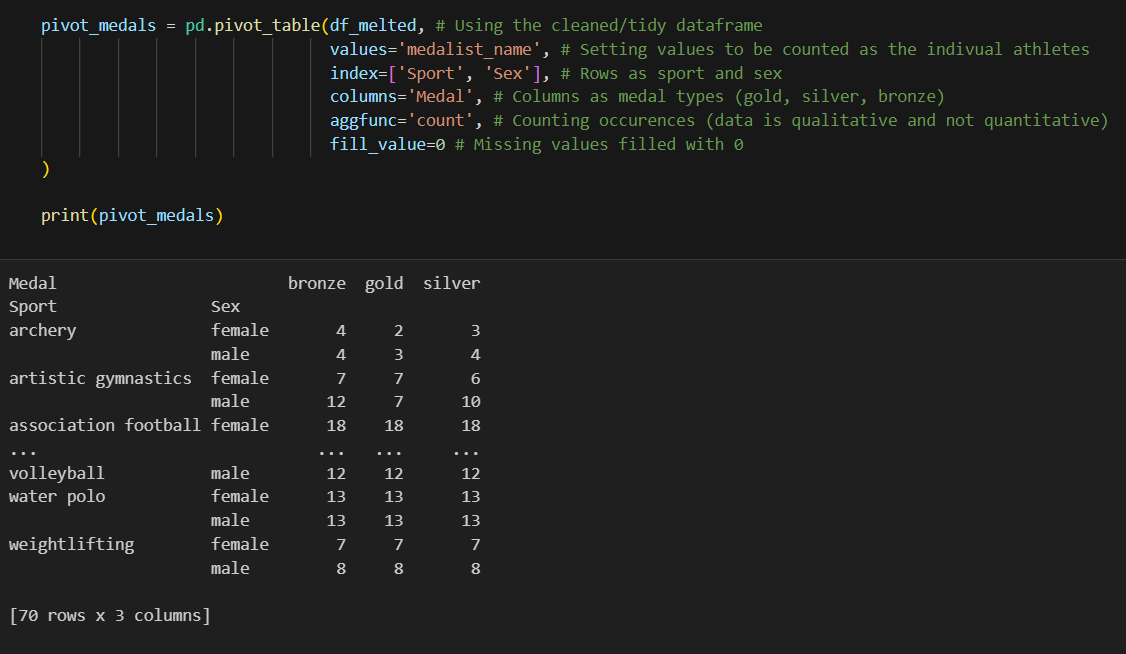 pivot_medals = pd.pivot_table(df_melted, # Using the cleaned/tidy dataframe
                              values='medalist_name', # Setting values to be counted as the indivual athletes
                              index=['Sport', 'Sex'], # Rows as sport and sex
                              columns='Medal', # Columns as medal types (gold, silver, bronze)
                              aggfunc='count', # Counting occurences (data is qualitative and not quantitative)
                              fill_value=0 # Missing values filled with 0
)
print(pivot_medals)
Medal                        bronze  gold  silver
Sport                Sex
archery              female       4     2       3
                     male         4     3       4
artistic gymnastics  female       7     7       6
                     male        12     7      10
association football female      18    18      18
...                             ...   ...     ...
volleyball           male        12    12      12
water polo           female      13    13      13
                     male        13    13      13
weightlifting        female       7     7       7
                     male         8     8       8
[70 rows x 3 columns]